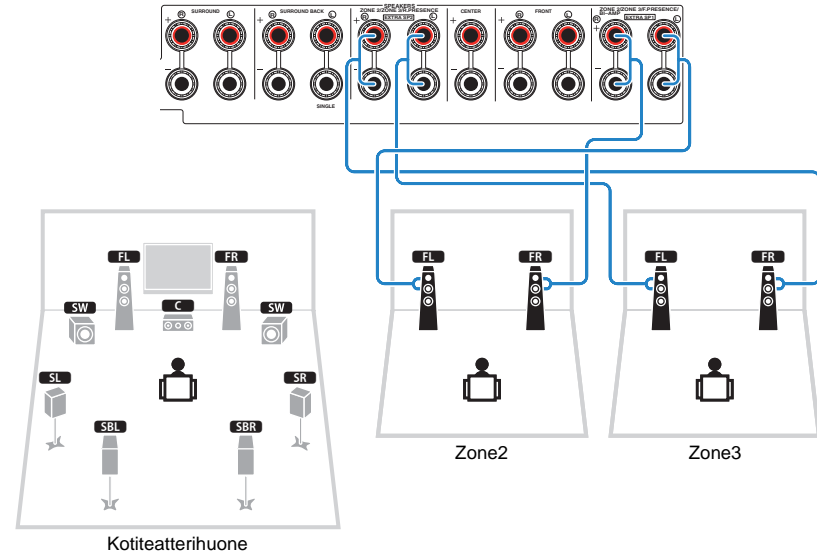 SPEAKERS
SURROUND
SURROUND BACK
ZONE 2/ZONE 3/R.PRESENCE
EXTRA SP2
CENTER
FRONT
ZONE 2/ZONE 3/F.PRESENCE/
BI-AMP
EXTRA SP1
R L
R L
R L
R L
R L
+ + + + + +
− − − − − −
SINGLE
FL FR
FL FR
FL FR
SW C SW
SL SR
SBL SBR
Zone2
Zone3
Kotiteatterihuone